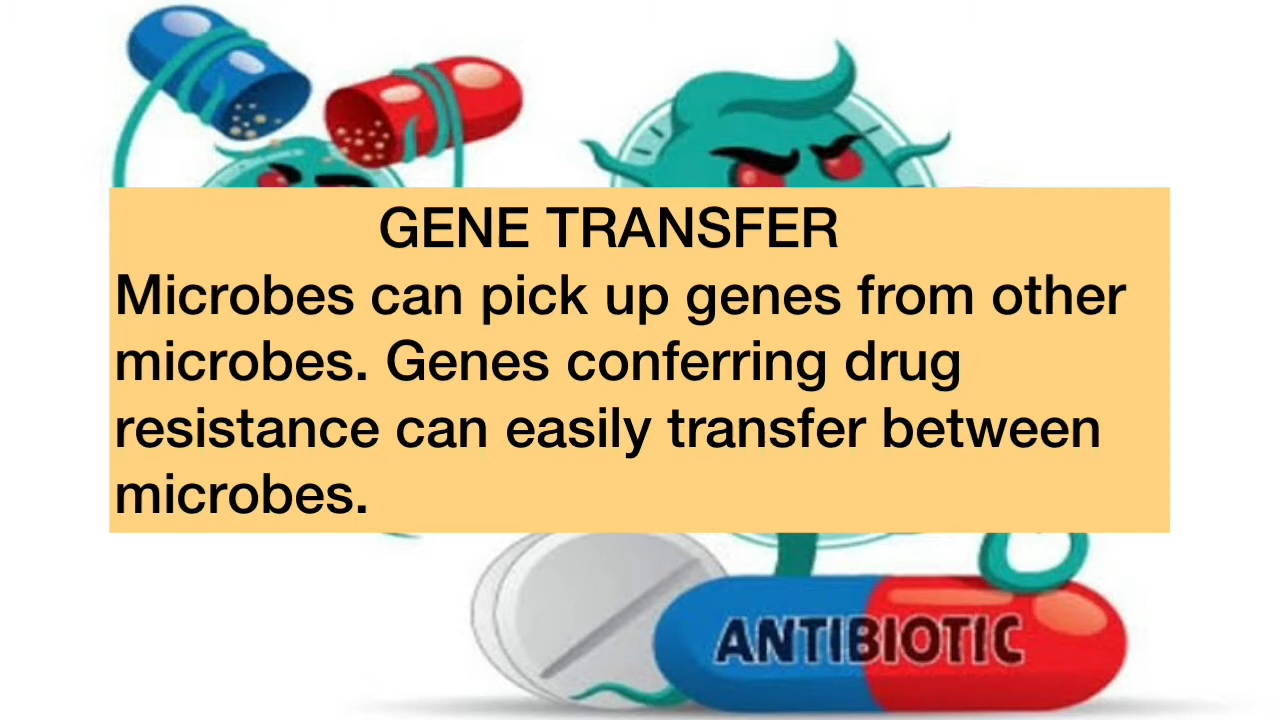 GENE TRANSFER
Microbes can pick up genes from other
microbes. Genes conferring drug
resistance can easily transfer between
microbes.
ANTIBIOTIC